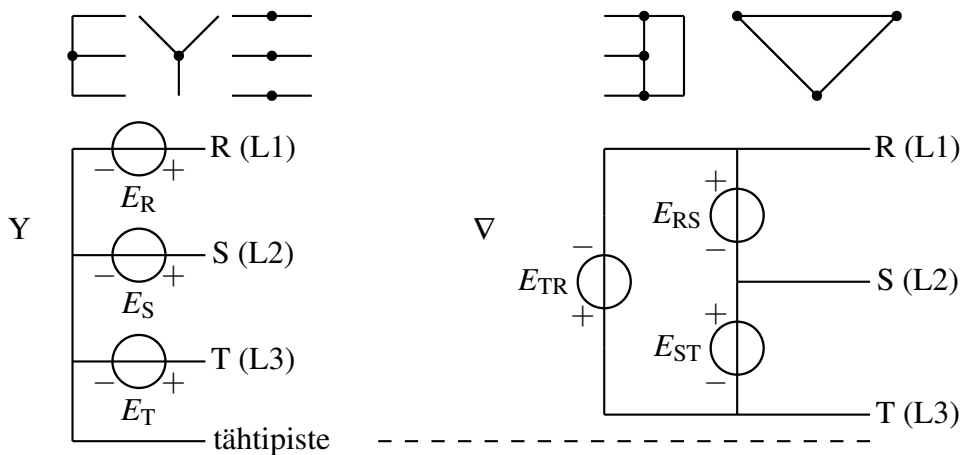 R (L1)
− +
E_R
Y
S (L2)
− +
E_S
T (L3)
− +
E_T
tähtipiste
R (L1)
+
E_RS
−
∇
−
E_TR
+
S (L2)
+
E_ST
−
T (L3)